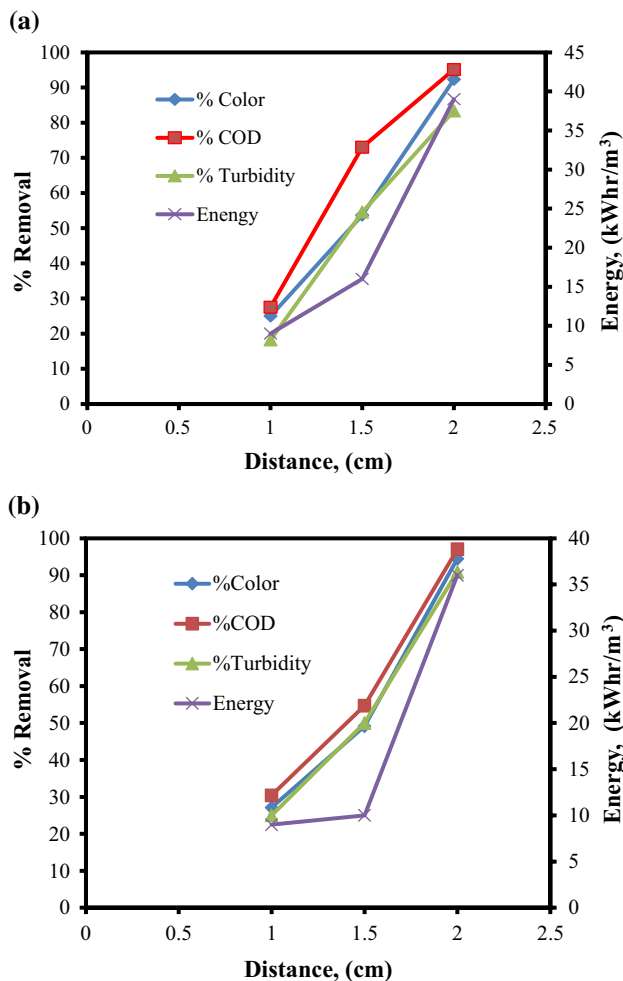 (a)
100
90
80
70
60
50
40
30
20
10
0
% Removal
% Color
% COD
% Turbidity
Energy
45
40
35
30
25
20
15
10
5
0
Energy, (kWhr/m³)
0 0.5 1 1.5 2 2.5
Distance, (cm)
(b)
100
90
80
70
60
50
40
30
20
10
0
% Removal
%Color
%COD
%Turbidity
Energy
40
35
30
25
20
15
10
5
0
Energy, (kWhr/m³)
0 0.5 1 1.5 2 2.5
Distance, (cm)